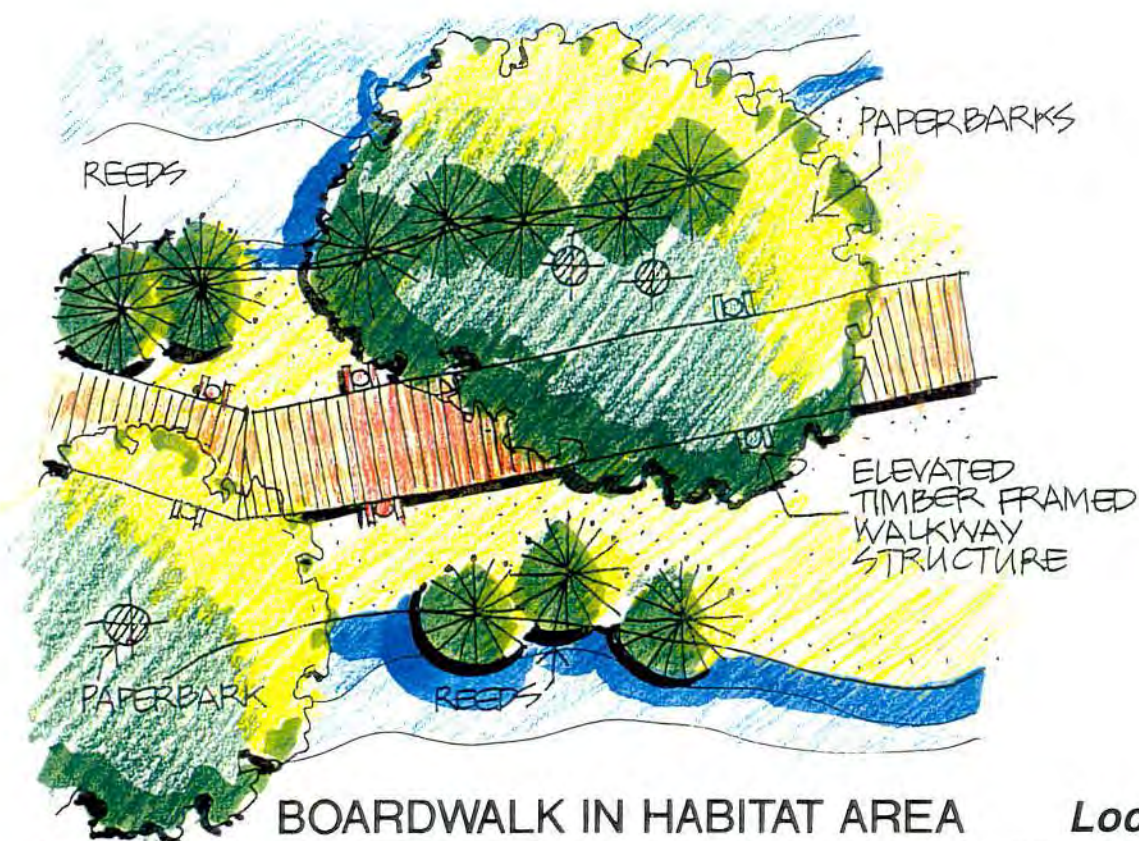 PAPERBARKS
REEDS
ELEVATED
TIMBER FRAMED
WALKWAY
STRUCTURE
PAPERBARK
REEDS
BOARDWALK IN HABITAT AREA